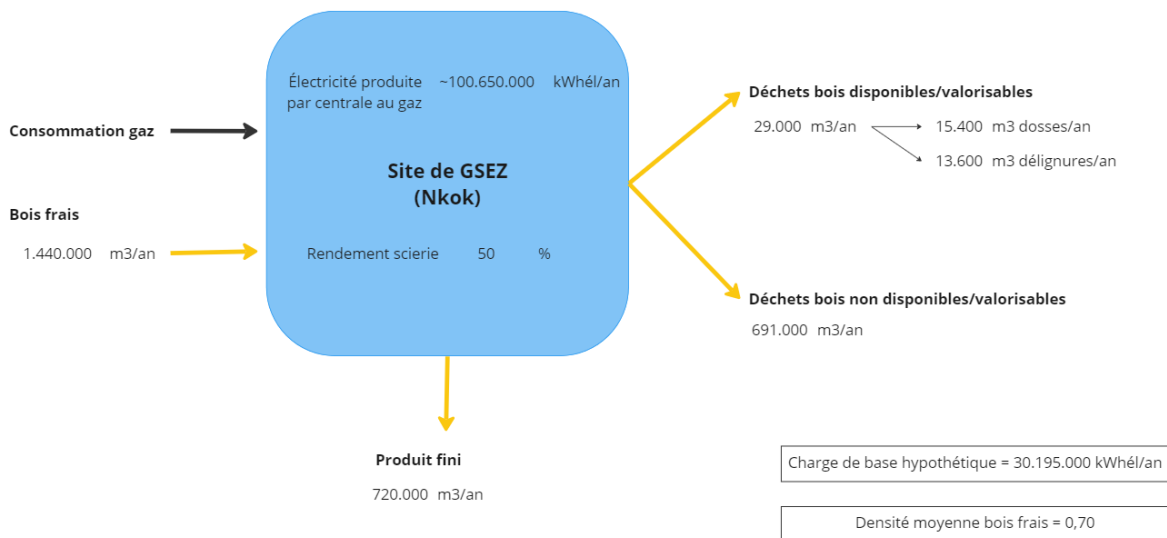 Électricité produite ~100.650.000 kWhél/an
par centrale au gaz
Consommation gaz
Site de GSEZ
(Nkok)
Bois frais
1.440.000 m3/an
Rendement scierie 50 %
Déchets bois disponibles/valorisables
29.000 m3/an
15.400 m3 dosses/an
13.600 m3 délignures/an
Déchets bois non disponibles/valorisables
691.000 m3/an
Produit fini
720.000 m3/an
Charge de base hypothétique = 30.195.000 kWhél/an
Densité moyenne bois frais = 0,70